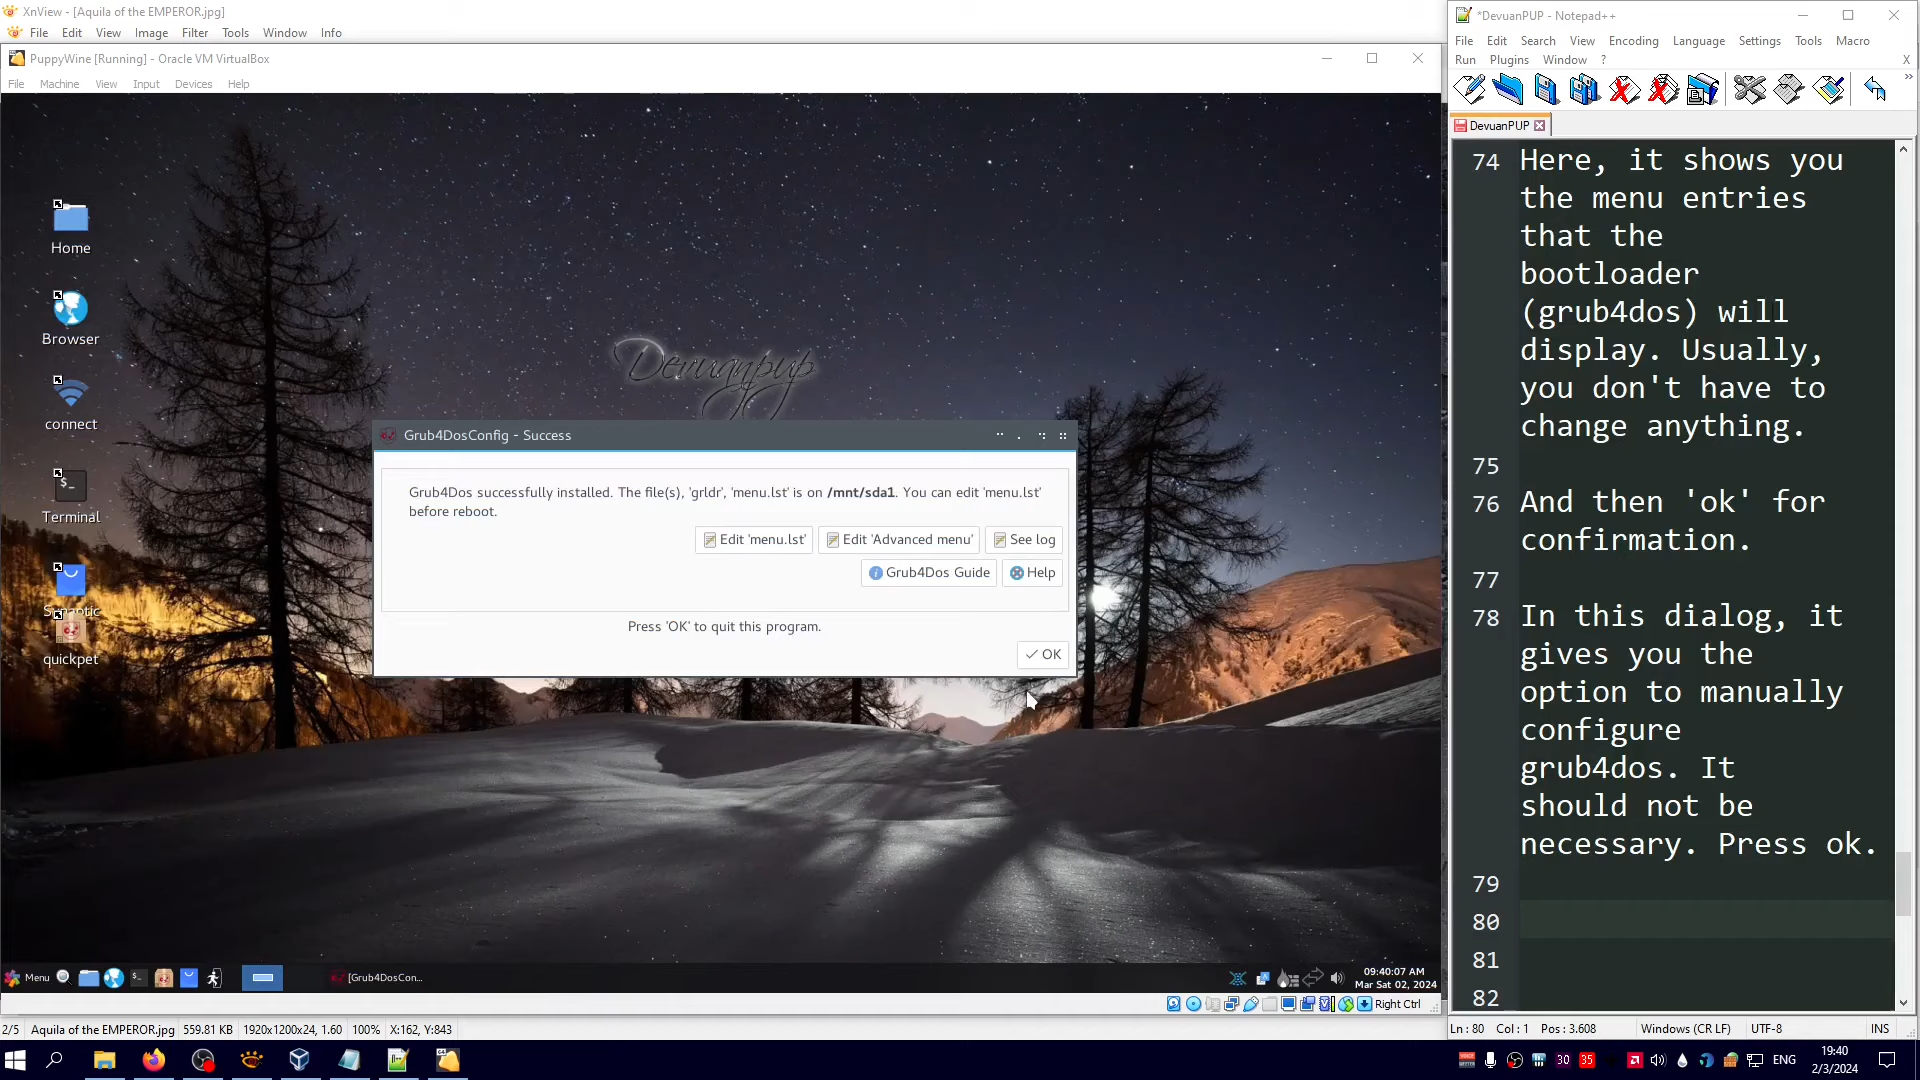 XnView - [Aquila of the EMPEROR.jpg]
File Edit View Image Filter Tools Window Info
PuppyWine [Running] - Oracle VM VirtualBox
File Machine View Input Devices Help
Home
Browser
connect
Terminal
Synaptic
quickpet
Devuanpup
Grub4DosConfig - Success
Grub4Dos successfully installed. The file(s), 'grldr', 'menu.lst' is on /mnt/sda1. You can edit 'menu.lst'
before reboot.
Edit 'menu.lst' Edit 'Advanced menu' See log
Grub4Dos Guide Help
Press 'OK' to quit this program.
OK
Menu
[Grub4DosCon...
09:40:07 AM
Mar Sat 02, 2024
Right Ctrl
2/5 Aquila of the EMPEROR.jpg 559.81 KB 1920x1200x24, 1.60 100% X:162, Y:843
*DevuanPUP - Notepad++
File Edit Search View Encoding Language Settings Tools Macro
Run Plugins Window ? X
DevuanPUP
74 Here, it shows you
the menu entries
that the
bootloader
(grub4dos) will
display. Usually,
you don't have to
change anything.
75
76 And then 'ok' for
confirmation.
77
78 In this dialog, it
gives you the
option to manually
configure
grub4dos. It
should not be
necessary. Press ok.
79
80
81
82
Ln : 80 Col : 1 Pos : 3.608 Windows (CR LF) UTF-8 INS
30 35 ENG
19:40
2/3/2024